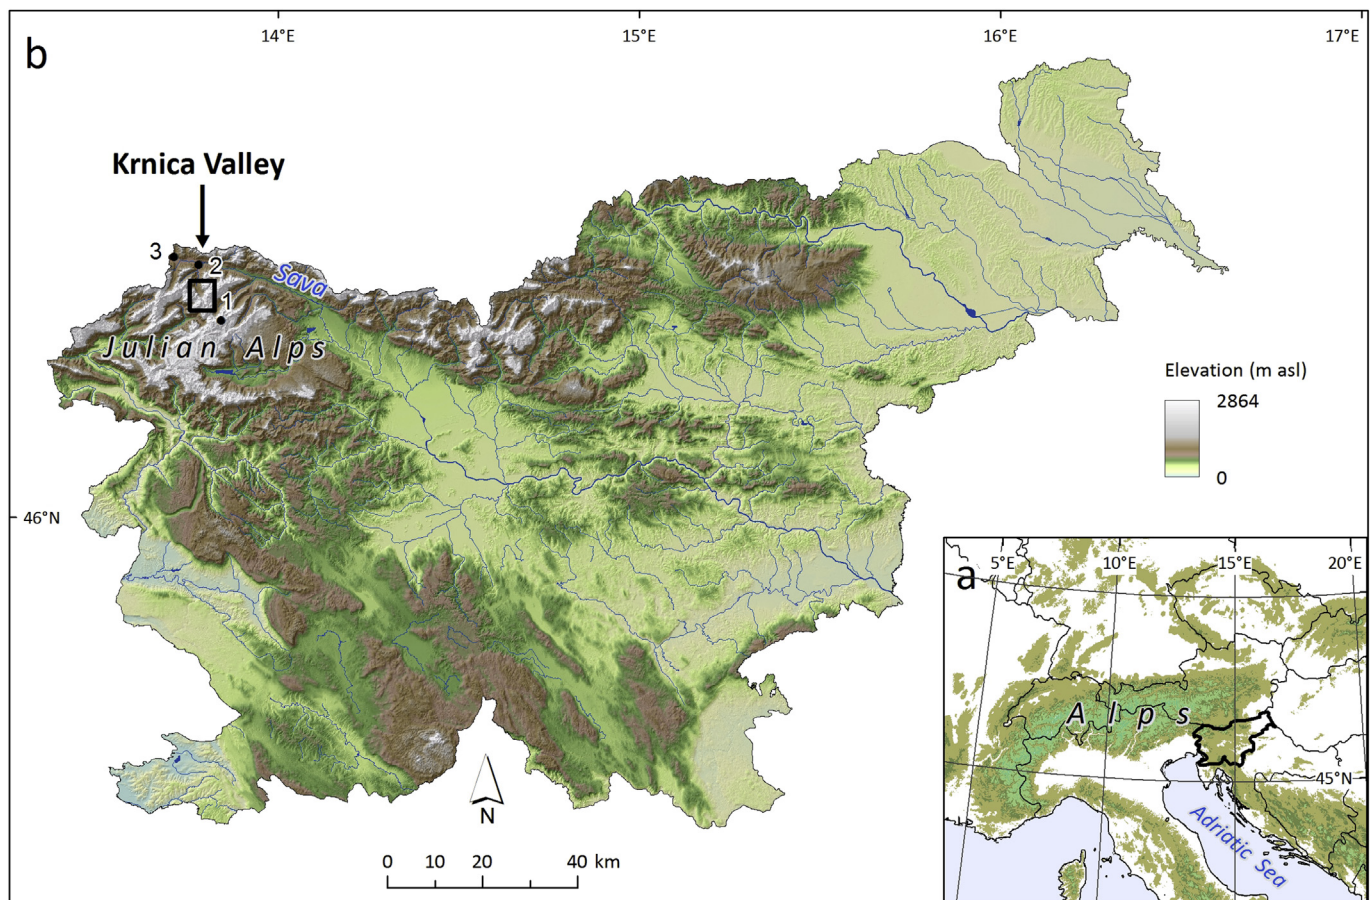 14°E 15°E 16°E 17°E
b
Krnica Valley
3
2
Sava
1
Julian Alps
Elevation (m asl)
2864
0
46°N
N
0 10 20 40 km
a
5°E 10°E 15°E 20°E
Alps
45°N
Adriatic Sea